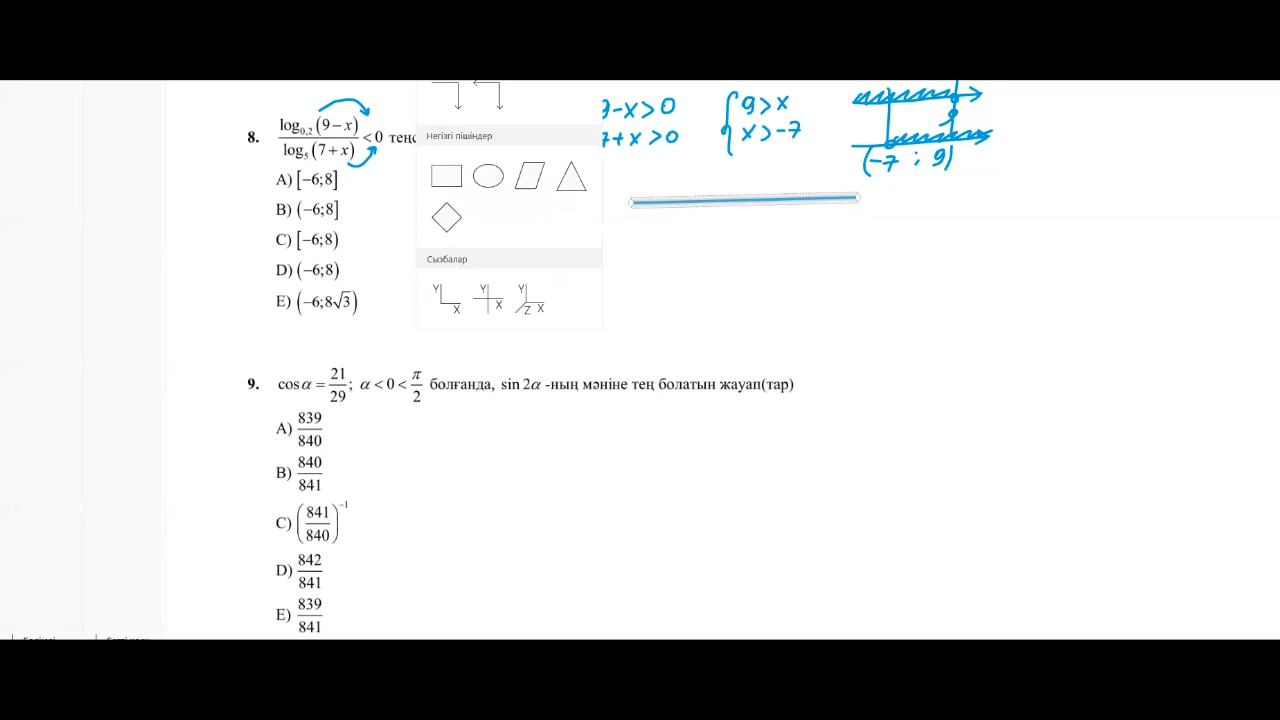 8. log₀,₂(9−x) / log₅(7+x) < 0
A) [−6;8]
B) (−6;8]
C) [−6;8)
D) (−6;8)
E) (−6;8√3)
Негізгі пішіндер
Сызбалар
Y X Y X Y Z X
9−x>0
7+x>0
{ 9>x
x>−7
−7 9
(−7 ; 9)
9. cosα = 21/29; α < 0 < π/2 болғанда, sin 2α -ның мәніне тең болатын жауап(тар)
A) 839/840
B) 840/841
C) (841/840)⁻¹
D) 842/841
E) 839/841